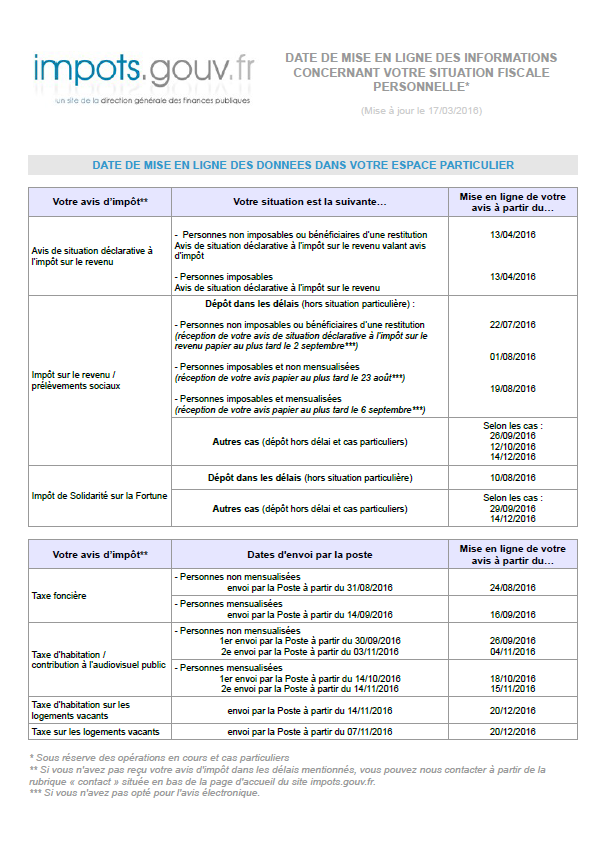 impots.gouv.fr
un site de la direction générale des finances publiques
DATE DE MISE EN LIGNE DES INFORMATIONS
CONCERNANT VOTRE SITUATION FISCALE
PERSONNELLE*
(Mise à jour le 17/03/2016)
DATE DE MISE EN LIGNE DES DONNEES DANS VOTRE ESPACE PARTICULIER
Votre avis d'impôt**
Votre situation est la suivante…
Mise en ligne de votre
avis à partir du…
Avis de situation déclarative à
l'impôt sur le revenu
- Personnes non imposables ou bénéficiaires d'une restitution
Avis de situation déclarative à l'impôt sur le revenu valant avis
d'impôt
13/04/2016
- Personnes imposables
Avis de situation déclarative à l'impôt sur le revenu
13/04/2016
Impôt sur le revenu /
prélèvements sociaux
Dépôt dans les délais (hors situation particulière) :
- Personnes non imposables ou bénéficiaires d'une restitution
(réception de votre avis de situation déclarative à l'impôt sur le
revenu papier au plus tard le 2 septembre***)
22/07/2016
- Personnes imposables et non mensualisées
(réception de votre avis papier au plus tard le 23 août***)
01/08/2016
- Personnes imposables et mensualisées
(réception de votre avis papier au plus tard le 6 septembre***)
19/08/2016
Autres cas (dépôt hors délai et cas particuliers)
Selon les cas :
26/09/2016
12/10/2016
14/12/2016
Impôt de Solidarité sur la Fortune
Dépôt dans les délais (hors situation particulière)
10/08/2016
Autres cas (dépôt hors délai et cas particuliers)
Selon les cas :
29/09/2016
14/12/2016
Votre avis d'impôt**
Dates d'envoi par la poste
Mise en ligne de votre
avis à partir du…
Taxe foncière
- Personnes non mensualisées
envoi par la Poste à partir du 31/08/2016
24/08/2016
- Personnes mensualisées
envoi par la Poste à partir du 14/09/2016
16/09/2016
Taxe d'habitation /
contribution à l'audiovisuel public
- Personnes non mensualisées
1er envoi par la Poste à partir du 30/09/2016
2e envoi par la Poste à partir du 03/11/2016
26/09/2016
04/11/2016
- Personnes mensualisées
1er envoi par la Poste à partir du 14/10/2016
2e envoi par la Poste à partir du 14/11/2016
18/10/2016
15/11/2016
Taxe d'habitation sur les
logements vacants
envoi par la Poste à partir du 14/11/2016
20/12/2016
Taxe sur les logements vacants
envoi par la Poste à partir du 07/11/2016
20/12/2016
* Sous réserve des opérations en cours et cas particuliers
** Si vous n'avez pas reçu votre avis d'impôt dans les délais mentionnés, vous pouvez nous contacter à partir de la
rubrique « contact » située en bas de la page d'accueil du site impots.gouv.fr.
*** Si vous n'avez pas opté pour l'avis électronique.